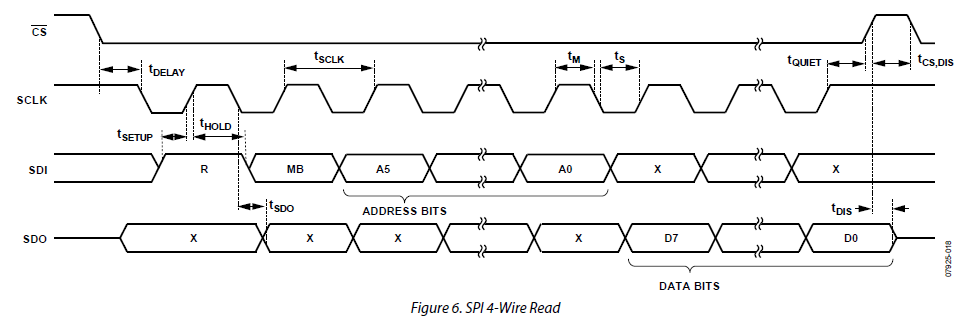 CS
tDELAY
tSCLK
tM
tS
tQUIET
tCS,DIS
SCLK
tSETUP
tHOLD
SDI
R
MB
A5
A0
X
X
tSDO
ADDRESS BITS
tDIS
SDO
X
X
X
X
D7
D0
DATA BITS
07925-018
Figure 6. SPI 4-Wire Read